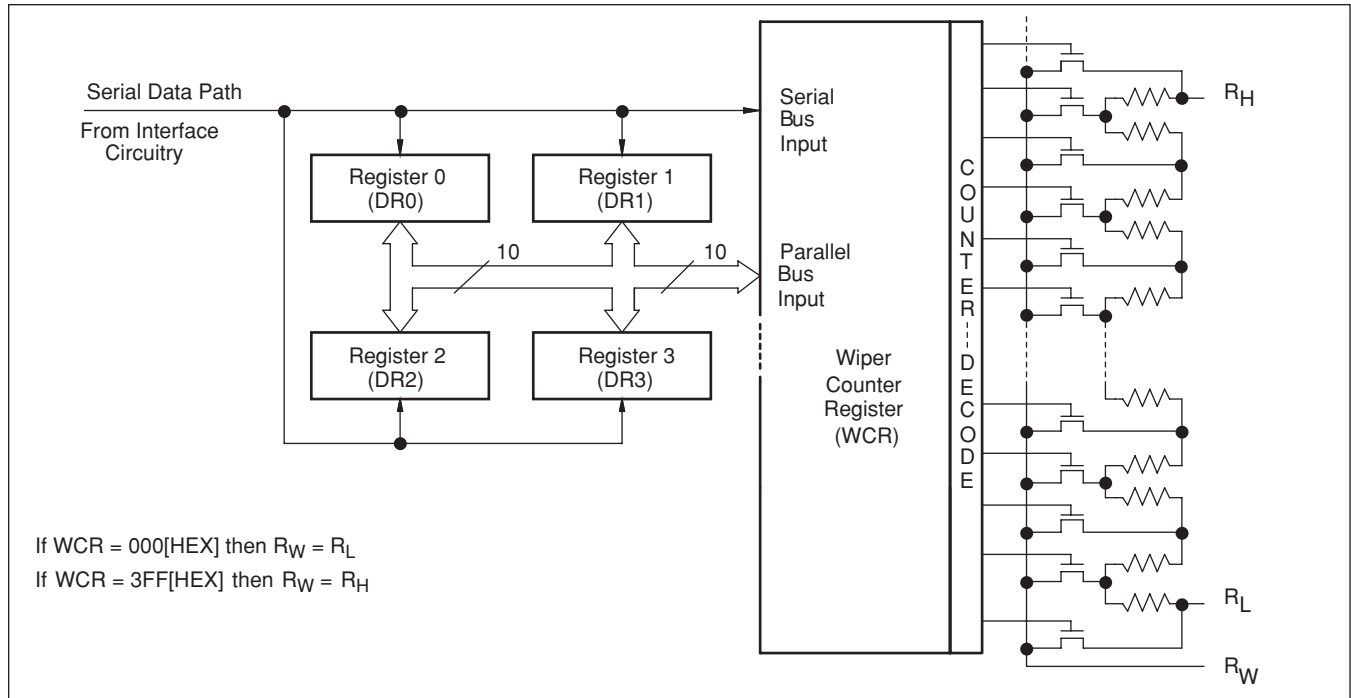 Serial Data Path
From Interface
Circuitry
Register 0
(DR0)
Register 1
(DR1)
10
10
Register 2
(DR2)
Register 3
(DR3)
Serial
Bus
Input
Parallel
Bus
Input
Wiper
Counter
Register
(WCR)
COUNTER
DECODE
RH
RL
RW
If WCR = 000[HEX] then RW = RL
If WCR = 3FF[HEX] then RW = RH